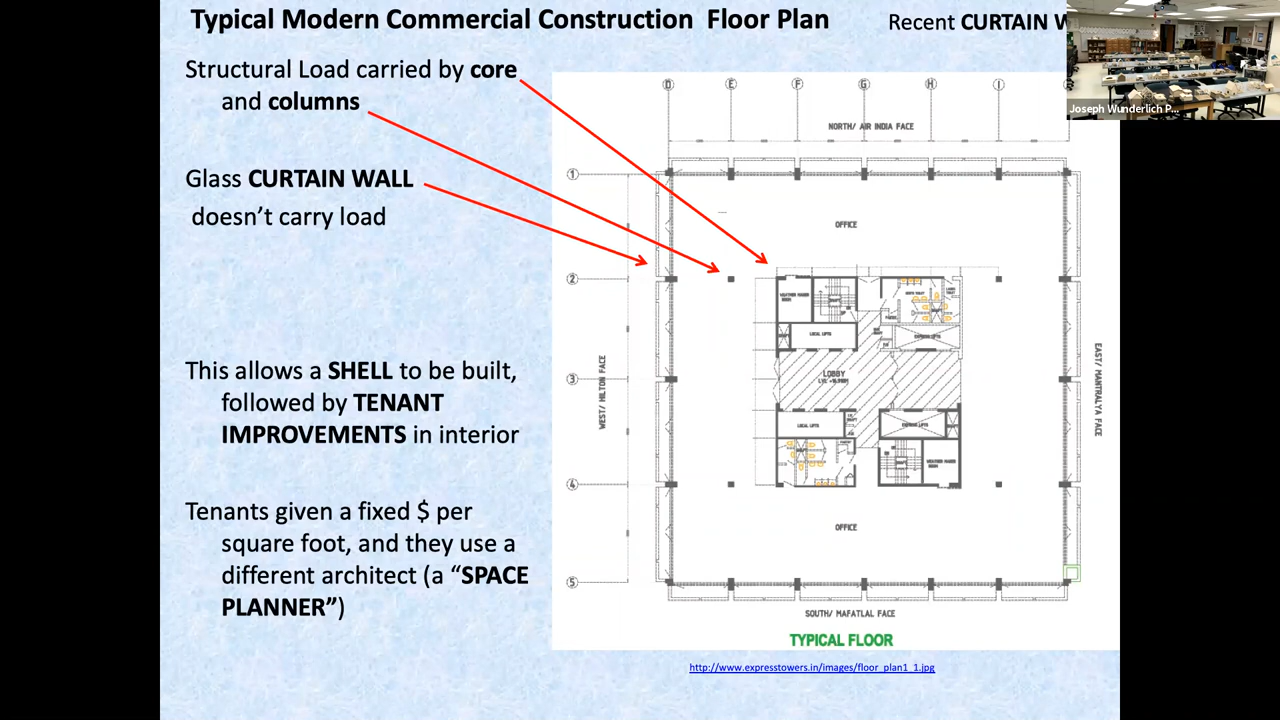 Typical Modern Commercial Construction Floor Plan
Recent CURTAIN W
Joseph Wunderlich P...
Structural Load carried by core
and columns
Glass CURTAIN WALL
doesn't carry load
This allows a SHELL to be built,
followed by TENANT
IMPROVEMENTS in interior
Tenants given a fixed $ per
square foot, and they use a
different architect (a "SPACE
PLANNER")
D E F G H I
NORTH/ AIR INDIA FACE
1
OFFICE
2
LOCAL LIFTS
EXPRESS LIFTS
WEST/ HILTON FACE
3
LOBBY
EAST/ MANTRALYA FACE
LOCAL LIFTS
EXPRESS LIFTS
4
OFFICE
5
SOUTH/ MAFATLAL FACE
TYPICAL FLOOR
http://www.expresstowers.in/images/floor_plan1_1.jpg